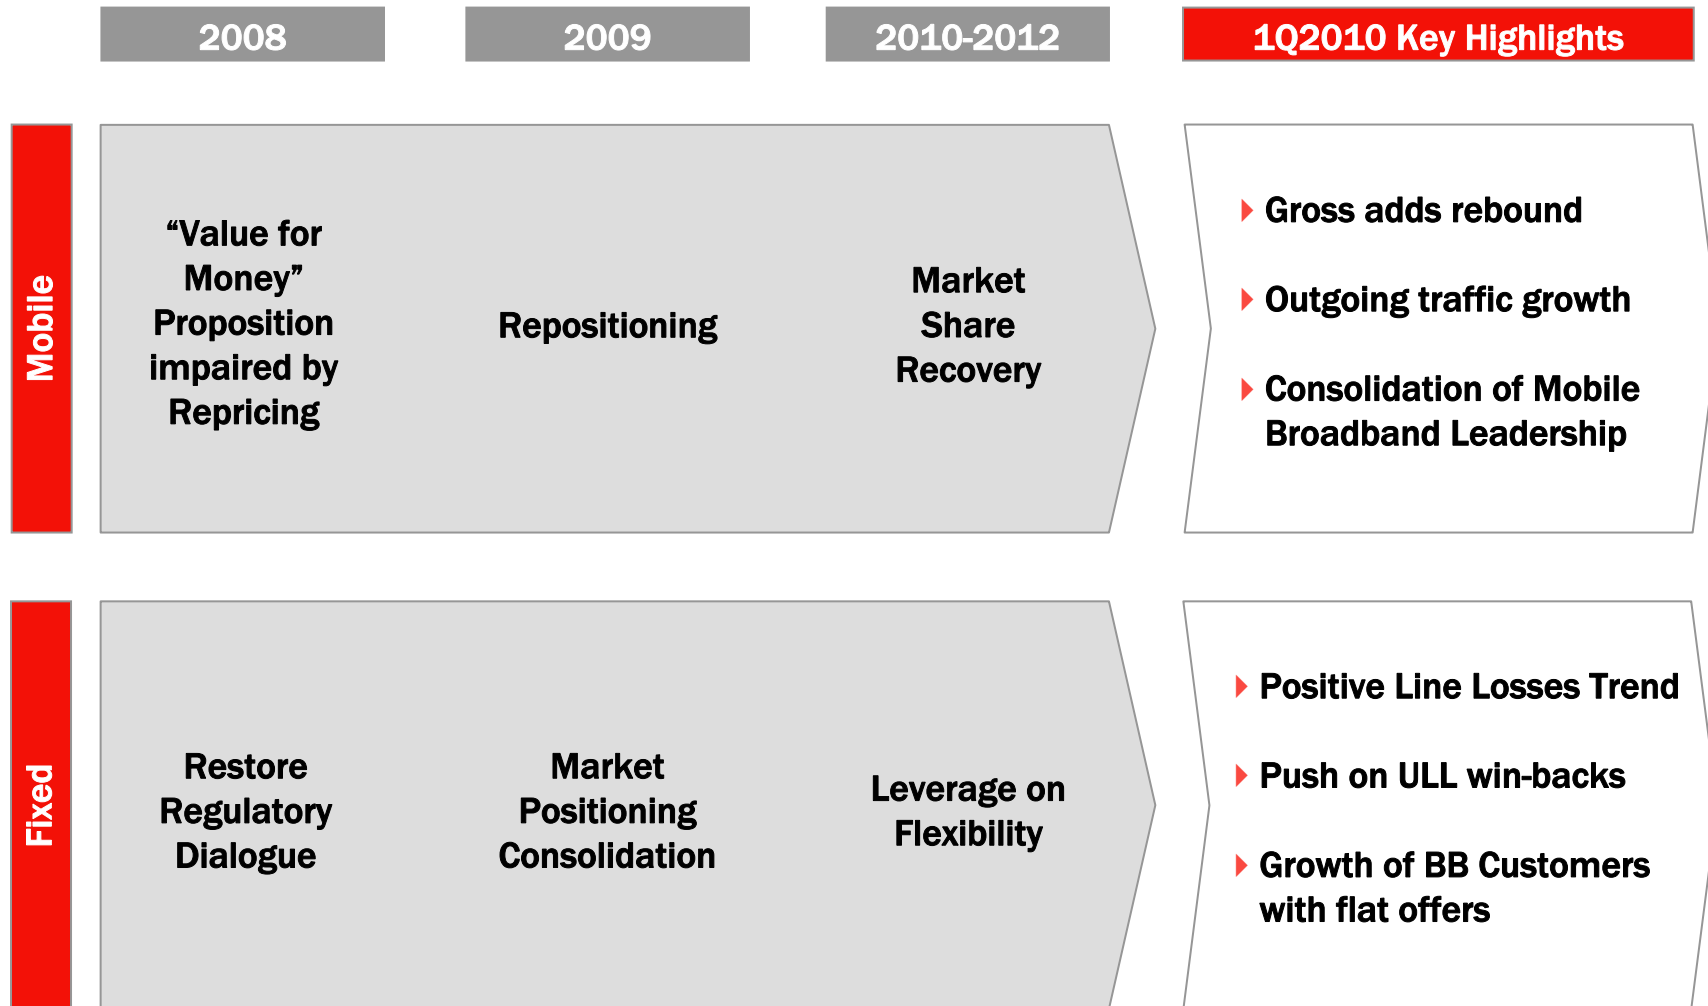 2008
2009
2010-2012
1Q2010 Key Highlights
Mobile
“Value for
Money”
Proposition
impaired by
Repricing
Repositioning
Market
Share
Recovery
Gross adds rebound
Outgoing traffic growth
Consolidation of Mobile
Broadband Leadership
Fixed
Restore
Regulatory
Dialogue
Market
Positioning
Consolidation
Leverage on
Flexibility
Positive Line Losses Trend
Push on ULL win-backs
Growth of BB Customers
with flat offers